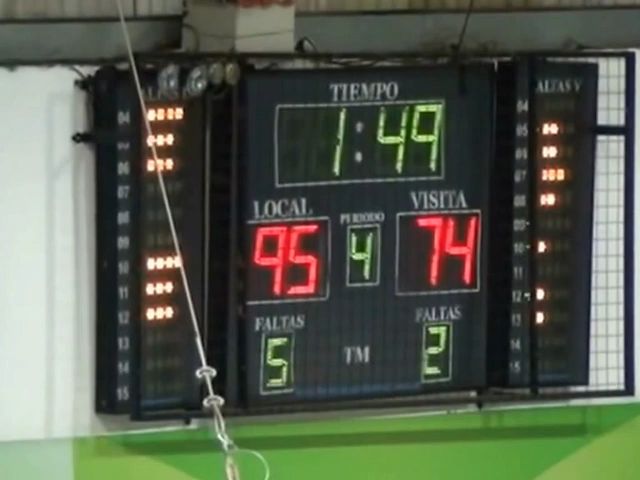 TIEMPO
1:49
LOCAL PERIODO VISITA
95 4 74
FALTAS FALTAS
5 TM 2
ALTAS V
04 04
05
06 06
07 07
08 08
09 09
10 10
11 11
12 12
13 13
14 14
15 15